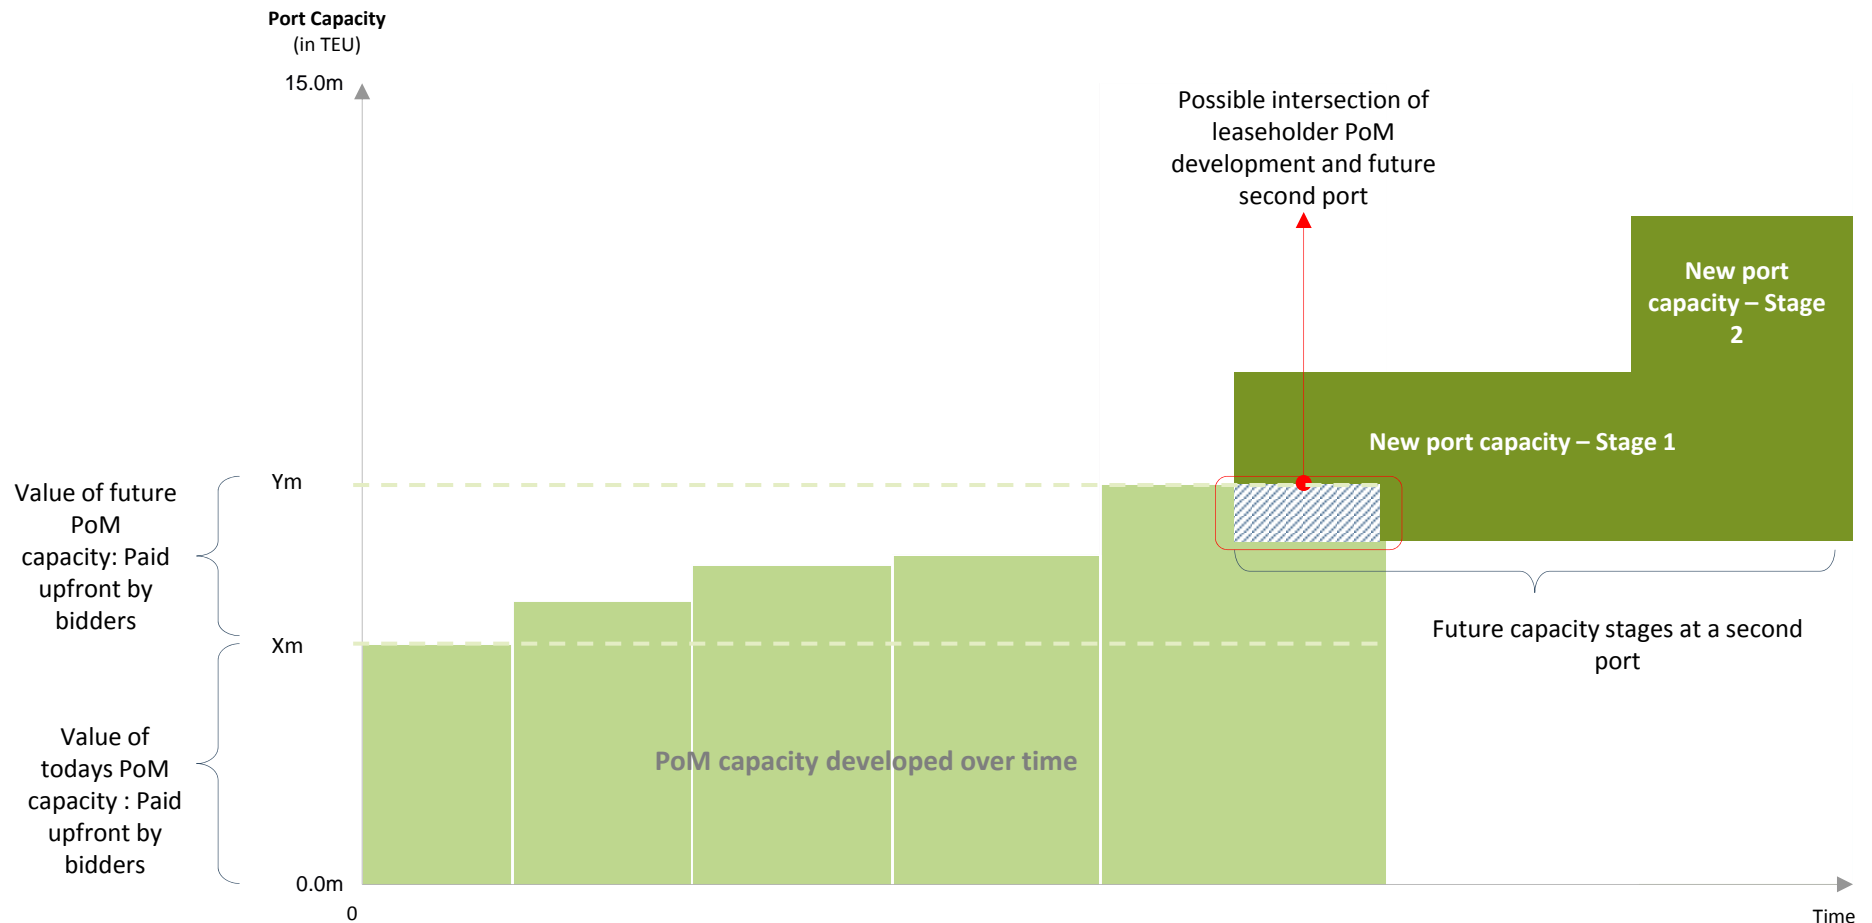 Port Capacity
(in TEU)
15.0m
Possible intersection of
leaseholder PoM
development and future
second port
New port
capacity – Stage
2
New port capacity – Stage 1
Ym
Value of future
PoM
capacity: Paid
upfront by
bidders
Xm
Future capacity stages at a second
port
Value of
todays PoM
capacity : Paid
upfront by
bidders
PoM capacity developed over time
0.0m
0
Time